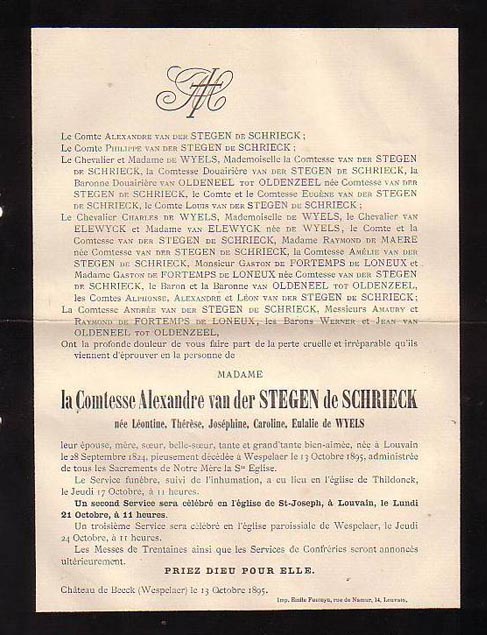 Le Comte ALEXANDRE VAN DER STEGEN DE SCHRIECK;
Le Comte PHILIPPE VAN DER STEGEN DE SCHRIECK;
Le Chevalier et Madame DE WYELS, Mademoiselle la Comtesse VAN DER STEGEN
DE SCHRIECK, la Comtesse Douairière VAN DER STEGEN DE SCHRIECK, la
Baronne Douairière VAN OLDENEEL TOT OLDENZEEL née Comtesse VAN DER
STEGEN DE SCHRIECK, le Comte et la Comtesse EUGÈNE VAN DER STEGEN
DE SCHRIECK, le Comte LOUIS VAN DER STEGEN DE SCHRIECK;
Le Chevalier CHARLES DE WYELS, Mademoiselle DE WYELS, le Chevalier VAN
ELEWYCK et Madame VAN ELEWYCK née DE WYELS, le Comte et la
Comtesse VAN DER STEGEN DE SCHRIECK, Madame RAYMOND DE MAERE
née Comtesse VAN DER STEGEN DE SCHRIECK, la Comtesse AMÉLIE VAN DER
STEGEN DE SCHRIECK, Monsieur GASTON DE FORTEMPS DE LONEUX et
Madame GASTON DE FORTEMPS DE LONEUX née Comtesse VAN DER STEGEN
DE SCHRIECK, le Baron et la Baronne VAN OLDENEEL TOT OLDENZEEL,
les Comtes ALPHONSE, ALEXANDRE et LÉON VAN DER STEGEN DE SCHRIECK;
La Comtesse ANDRÉE VAN DER STEGEN DE SCHRIECK, Messieurs AMAURY et
RAYMOND DE FORTEMPS DE LONEUX, les Barons WERNER et JEAN VAN
OLDENEEL TOT OLDENZEEL,
Ont la profonde douleur de vous faire part de la perte cruelle et irréparable qu'ils
viennent d'éprouver en la personne de
MADAME
la Comtesse Alexandre van der STEGEN de SCHRIECK
née Léontine, Thérèse, Joséphine, Caroline, Eulalie de WYELS
leur épouse, mère, sœur, belle-sœur, tante et grand'tante bien-aimée, née à Louvain
le 28 Septembre 1824, pieusement décédée à Wespelaer le 13 Octobre 1895, administrée
de tous les Sacrements de Notre Mère la Ste Eglise.
Le Service funèbre, suivi de l'inhumation, a eu lieu en l'église de Thildonck,
le Jeudi 17 Octobre, à 11 heures.
Un second Service sera célébré en l'église de St-Joseph, à Louvain, le Lundi
21 Octobre, à 11 heures.
Un troisième Service sera célébré en l'église paroissiale de Wespelaer, le Jeudi
24 Octobre, à 11 heures.
Les Messes de Trentaines ainsi que les Services de Confréries seront annoncés
ultérieurement.
PRIEZ DIEU POUR ELLE.
Château de Beeck (Wespelaer) le 13 Octobre 1895.
Imp. Emile Fonteyn, rue de Namur, 14, Louvain.